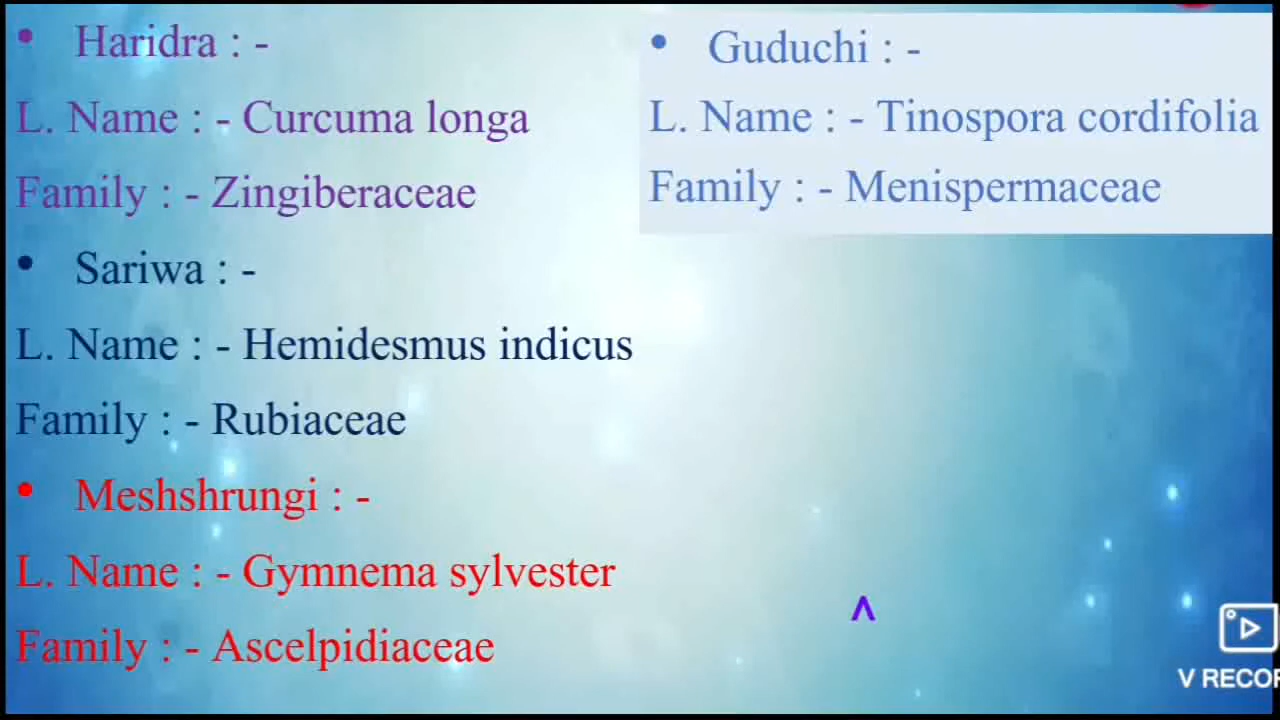 • Haridra : -
L. Name : - Curcuma longa
Family : - Zingiberaceae
• Sariwa : -
L. Name : - Hemidesmus indicus
Family : - Rubiaceae
• Meshshrungi : -
L. Name : - Gymnema sylvester
Family : - Ascelpidiaceae
• Guduchi : -
L. Name : - Tinospora cordifolia
Family : - Menispermaceae
^
V RECOR